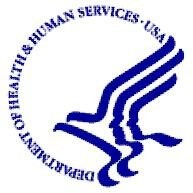 DEPARTMENT OF HEALTH & HUMAN SERVICES · USA